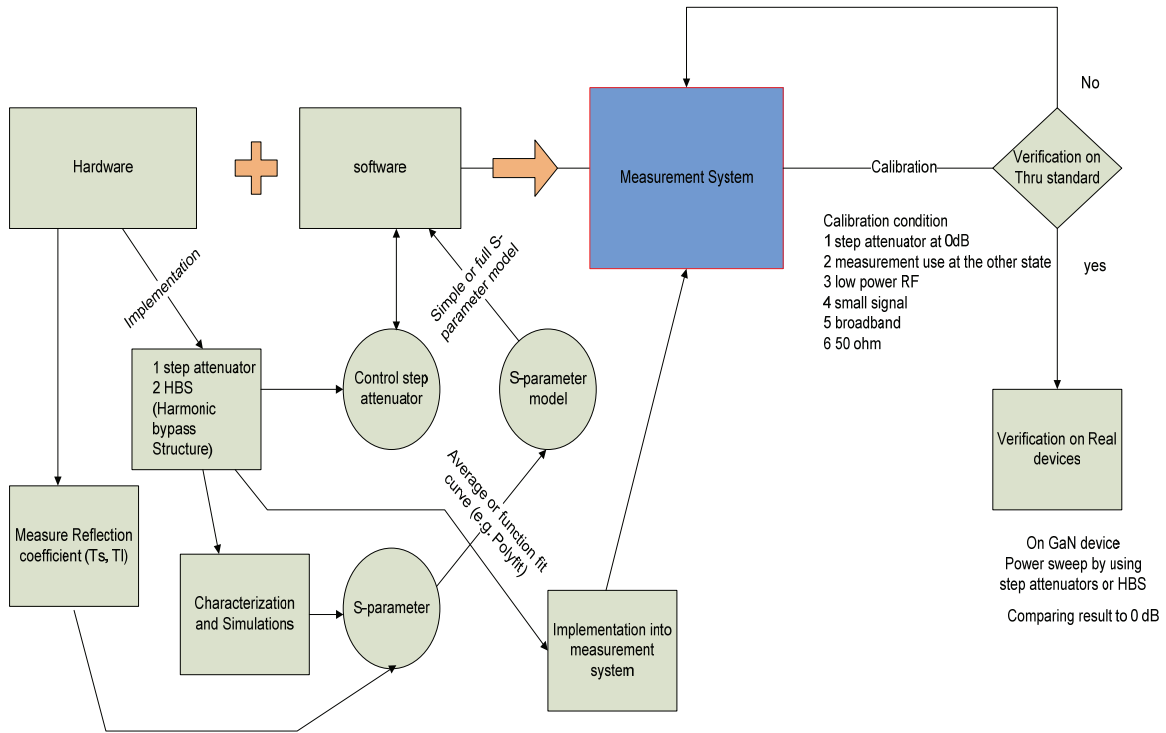 No
Hardware
software
Measurement System
Calibration
Verification on
Thru standard
Calibration condition
1 step attenuator at 0dB
2 measurement use at the other state
3 low power RF
4 small signal
5 broadband
6 50 ohm
yes
Implementation
Simple or full S-
parameter model
1 step attenuator
2 HBS
(Harmonic
bypass
Structure)
Control step
attenuator
S-parameter
model
Verification on Real
devices
Average or function fit
curve (e.g. Polyfit)
Measure Reflection
coefficient (Ts, Tl)
On GaN device
Power sweep by using
step attenuators or HBS
Comparing result to 0 dB
Characterization
and Simulations
S-parameter
Implementation into
measurement
system